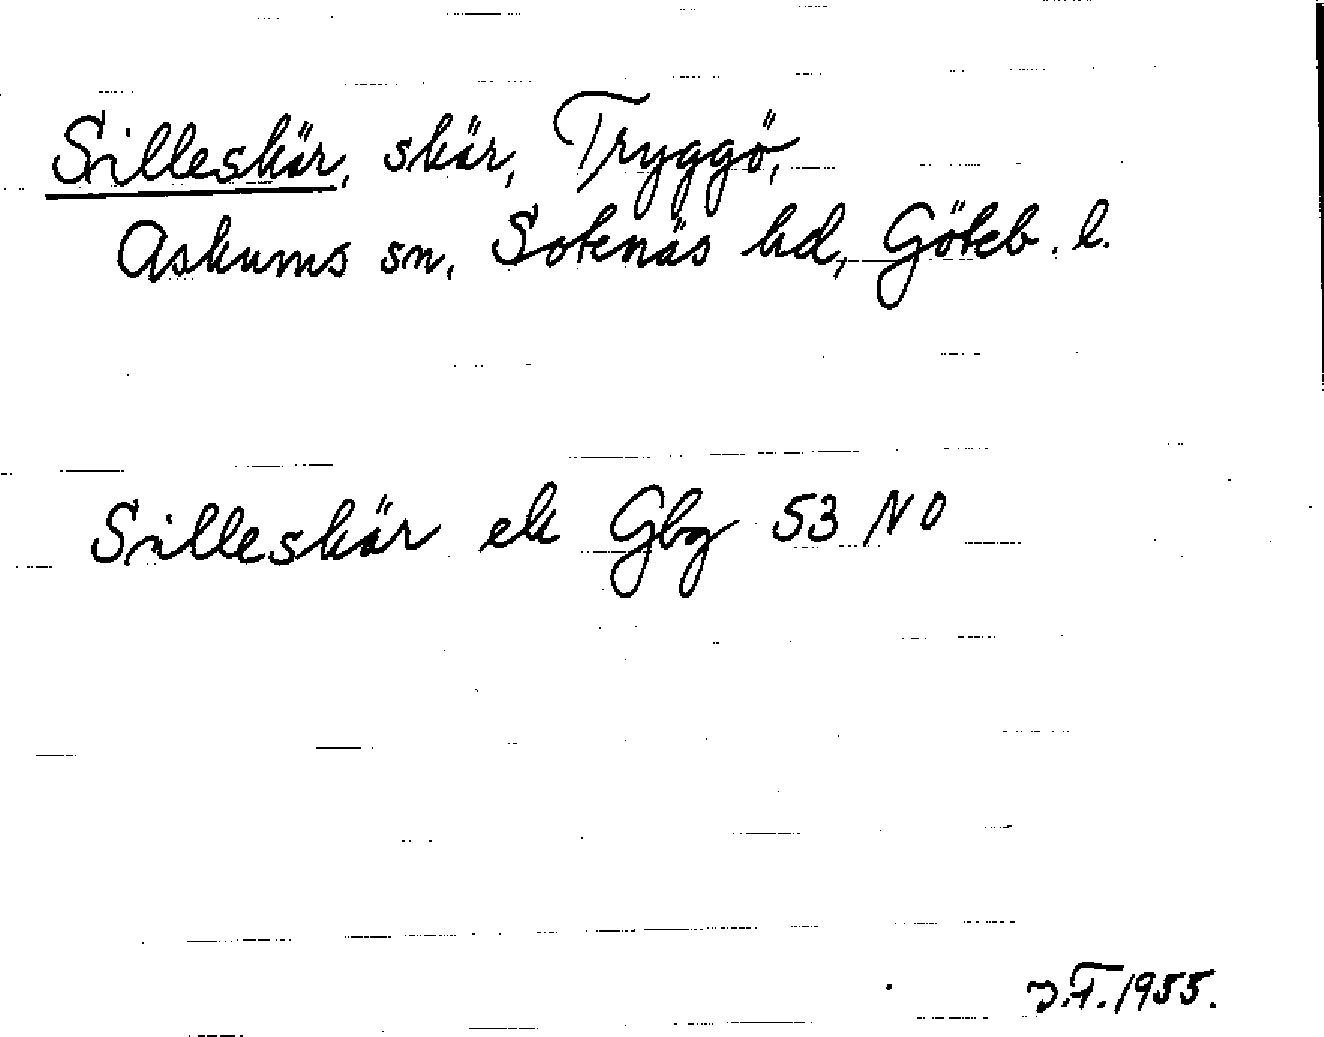 Silleskär, skär, Tryggö,
Askums sn, Sotenäs hd, Göteb. l.
Silleskär ek Gbg 53 NO
1955.